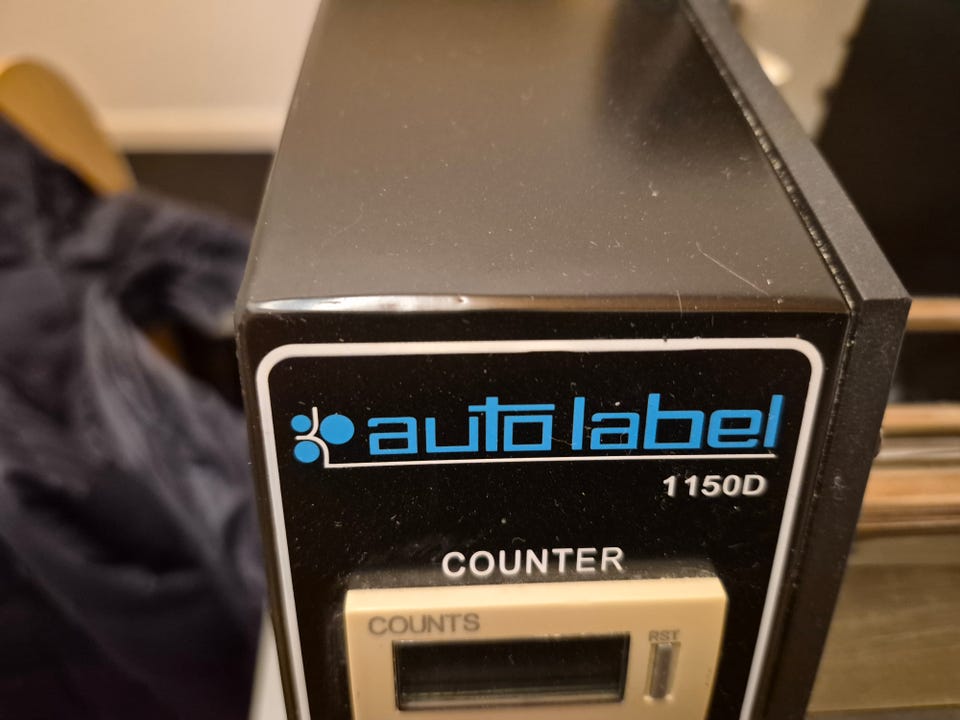 auto label
1150D
COUNTER
COUNTS
RST